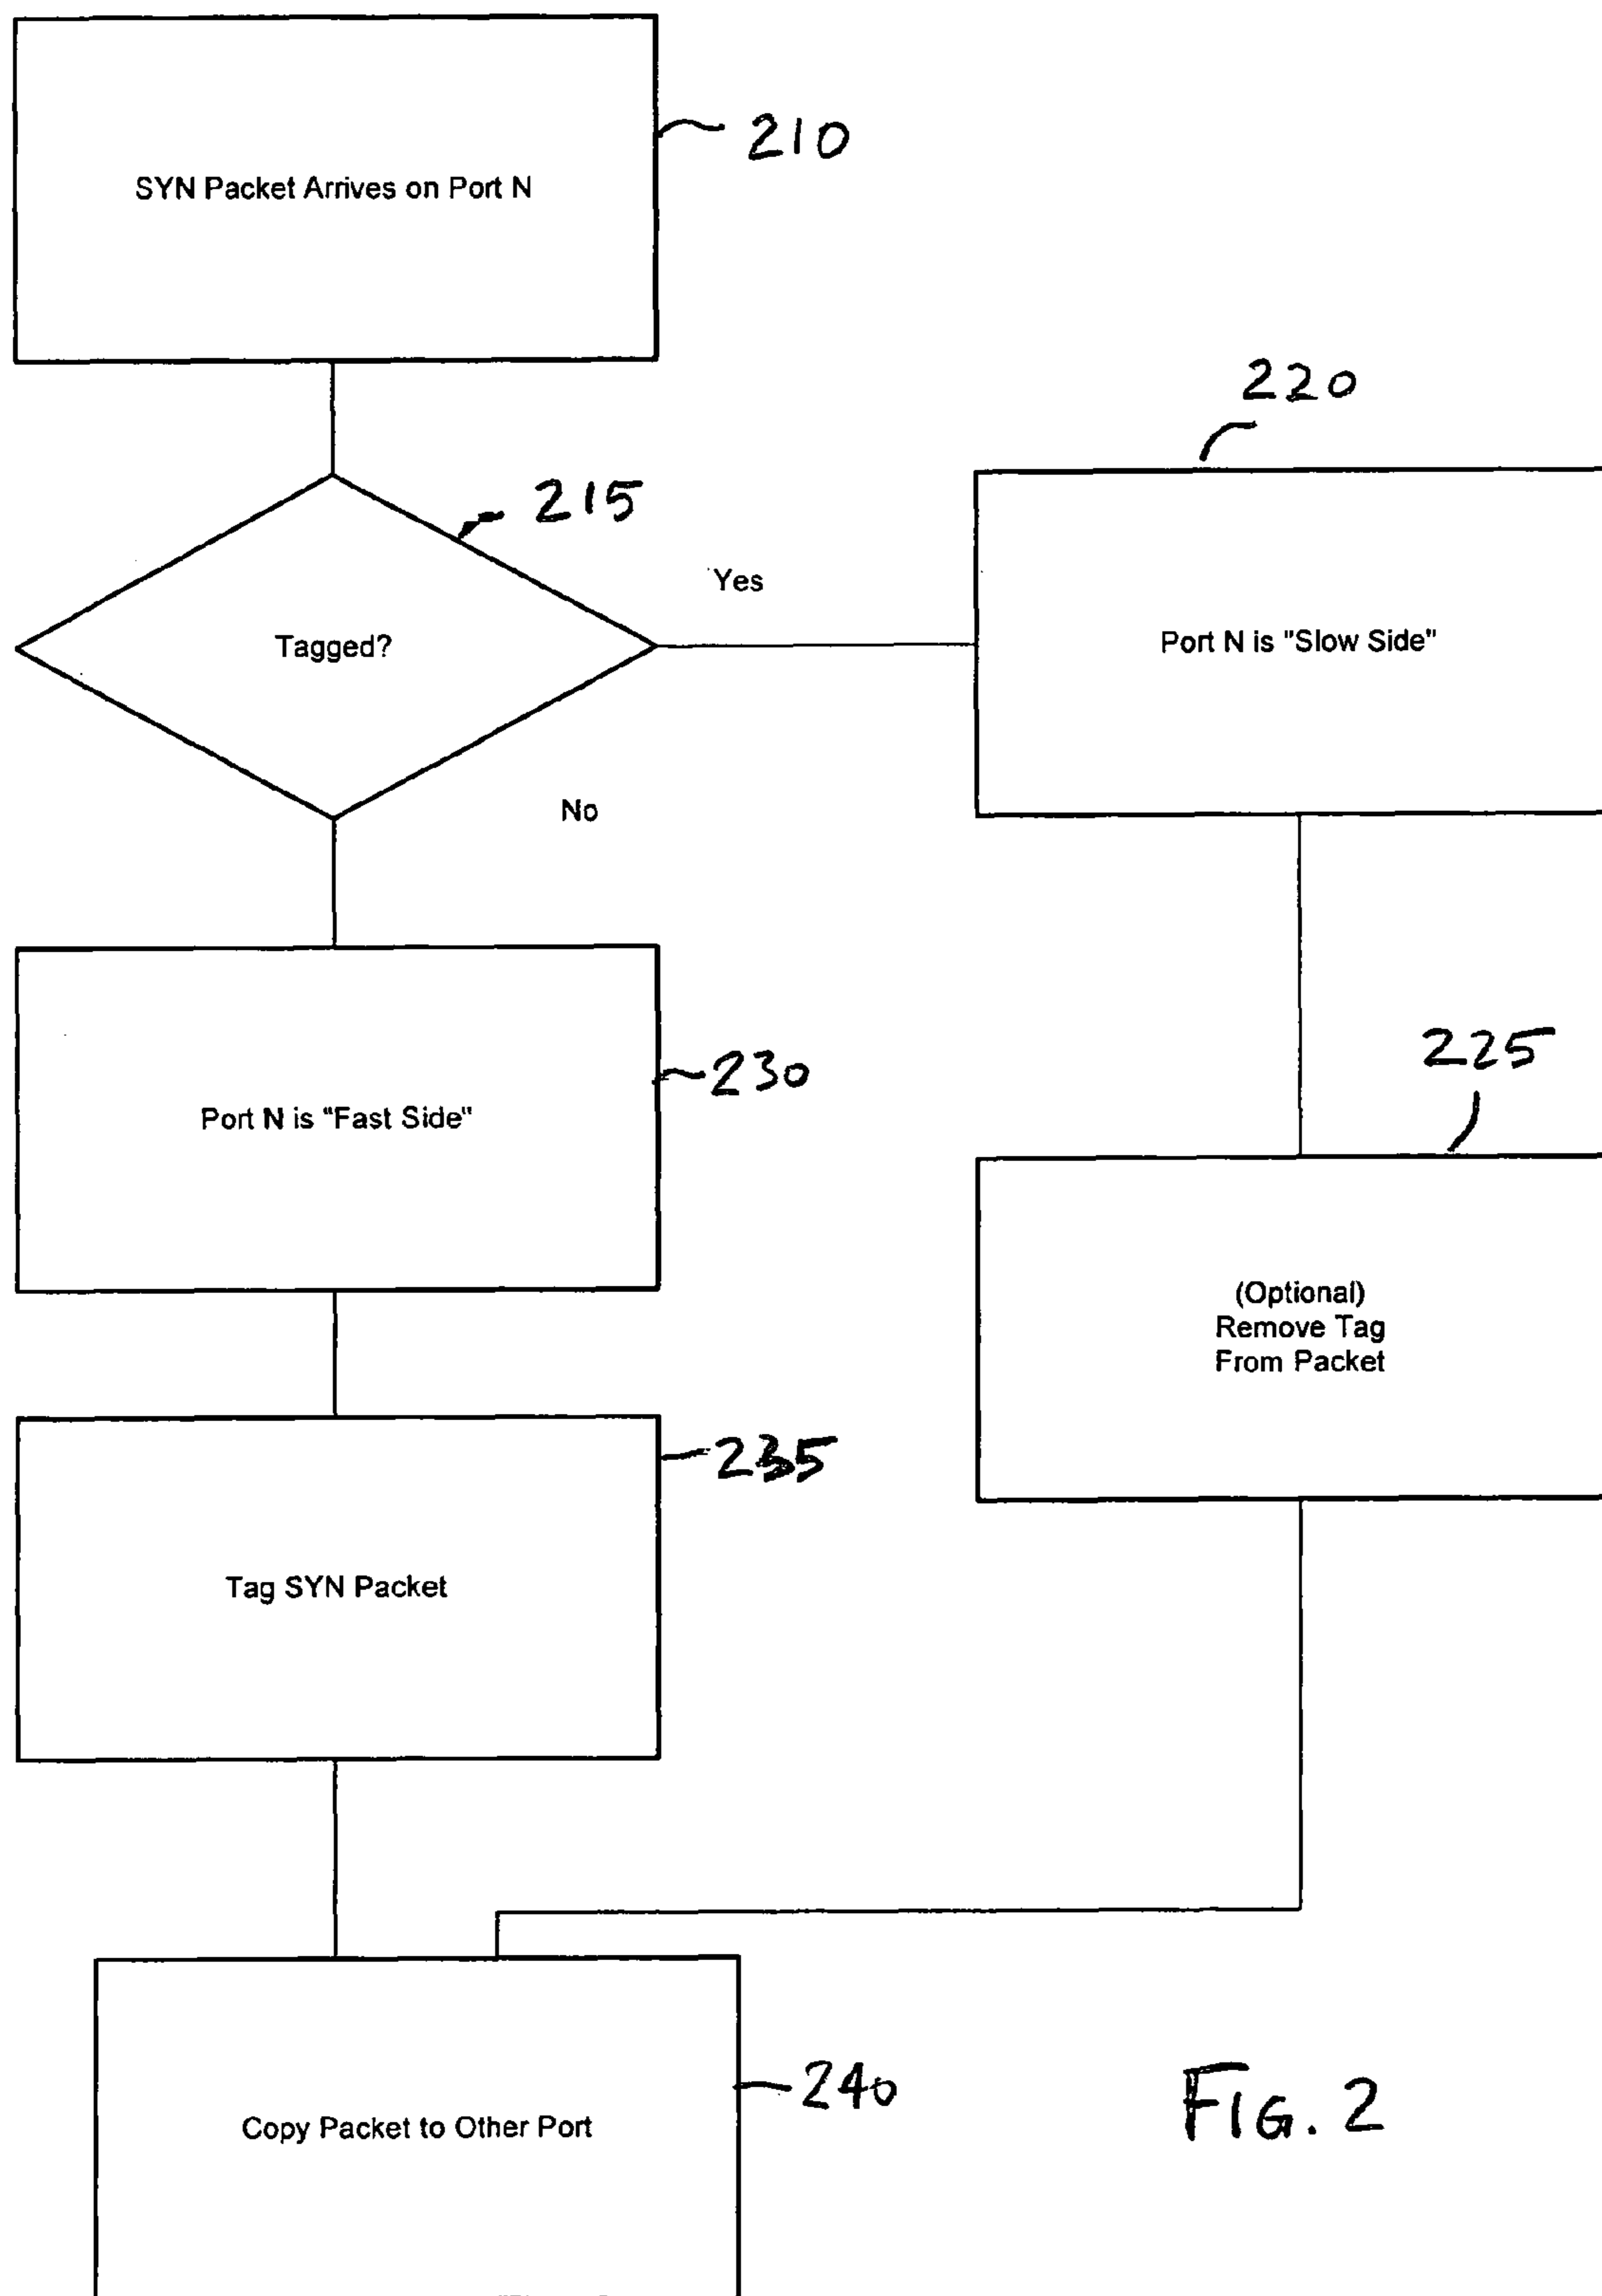 210
SYN Packet Arrives on Port N
220
215
Yes
Tagged?
Port N is "Slow Side"
No
230
Port N is "Fast Side"
225
(Optional)
Remove Tag
From Packet
235
Tag SYN Packet
240
Copy Packet to Other Port
FIG. 2